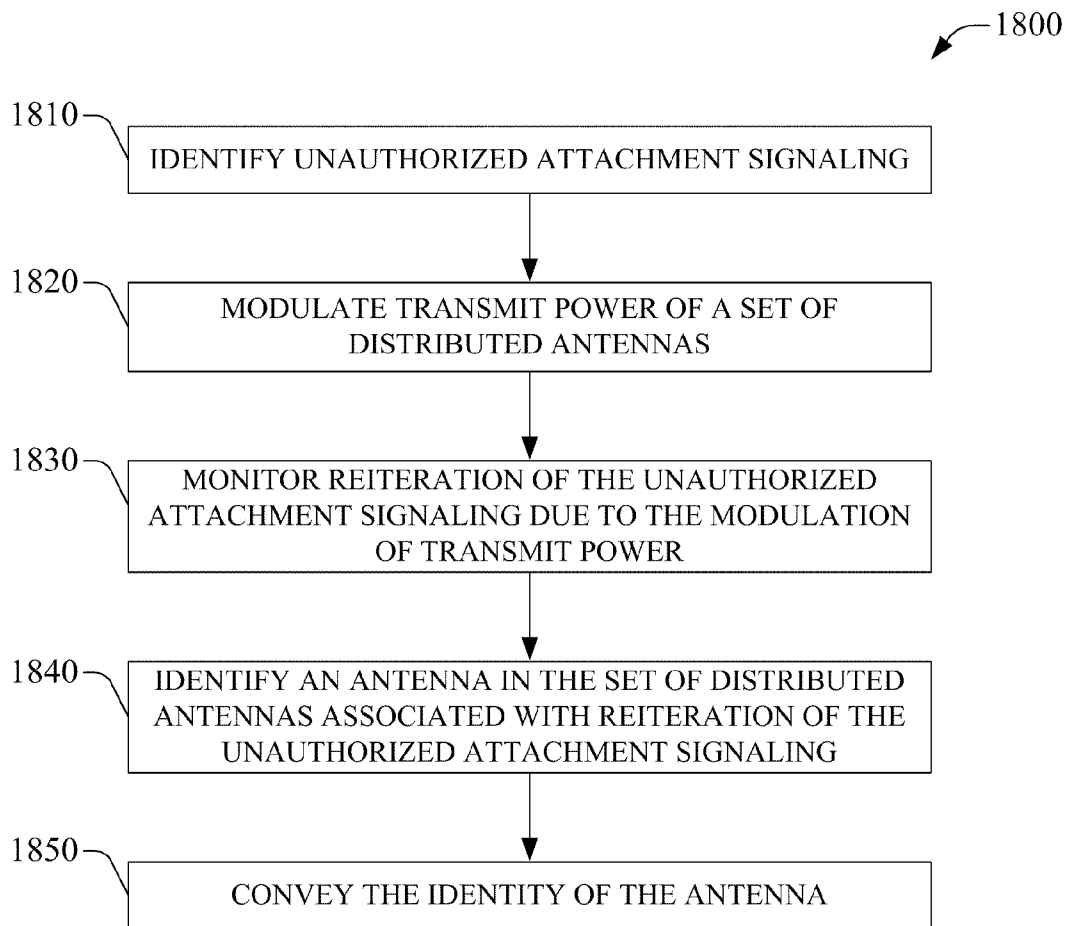 1800
1810
IDENTIFY UNAUTHORIZED ATTACHMENT SIGNALING
1820
MODULATE TRANSMIT POWER OF A SET OF
DISTRIBUTED ANTENNAS
1830
MONITOR REITERATION OF THE UNAUTHORIZED
ATTACHMENT SIGNALING DUE TO THE MODULATION
OF TRANSMIT POWER
1840
IDENTIFY AN ANTENNA IN THE SET OF DISTRIBUTED
ANTENNAS ASSOCIATED WITH REITERATION OF THE
UNAUTHORIZED ATTACHMENT SIGNALING
1850
CONVEY THE IDENTITY OF THE ANTENNA